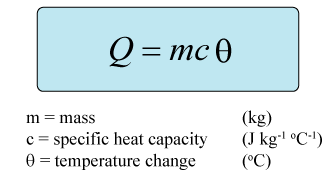 Q = mcθ
m = mass (kg)
c = specific heat capacity (J kg⁻¹ ºC⁻¹)
θ = temperature change (ºC)